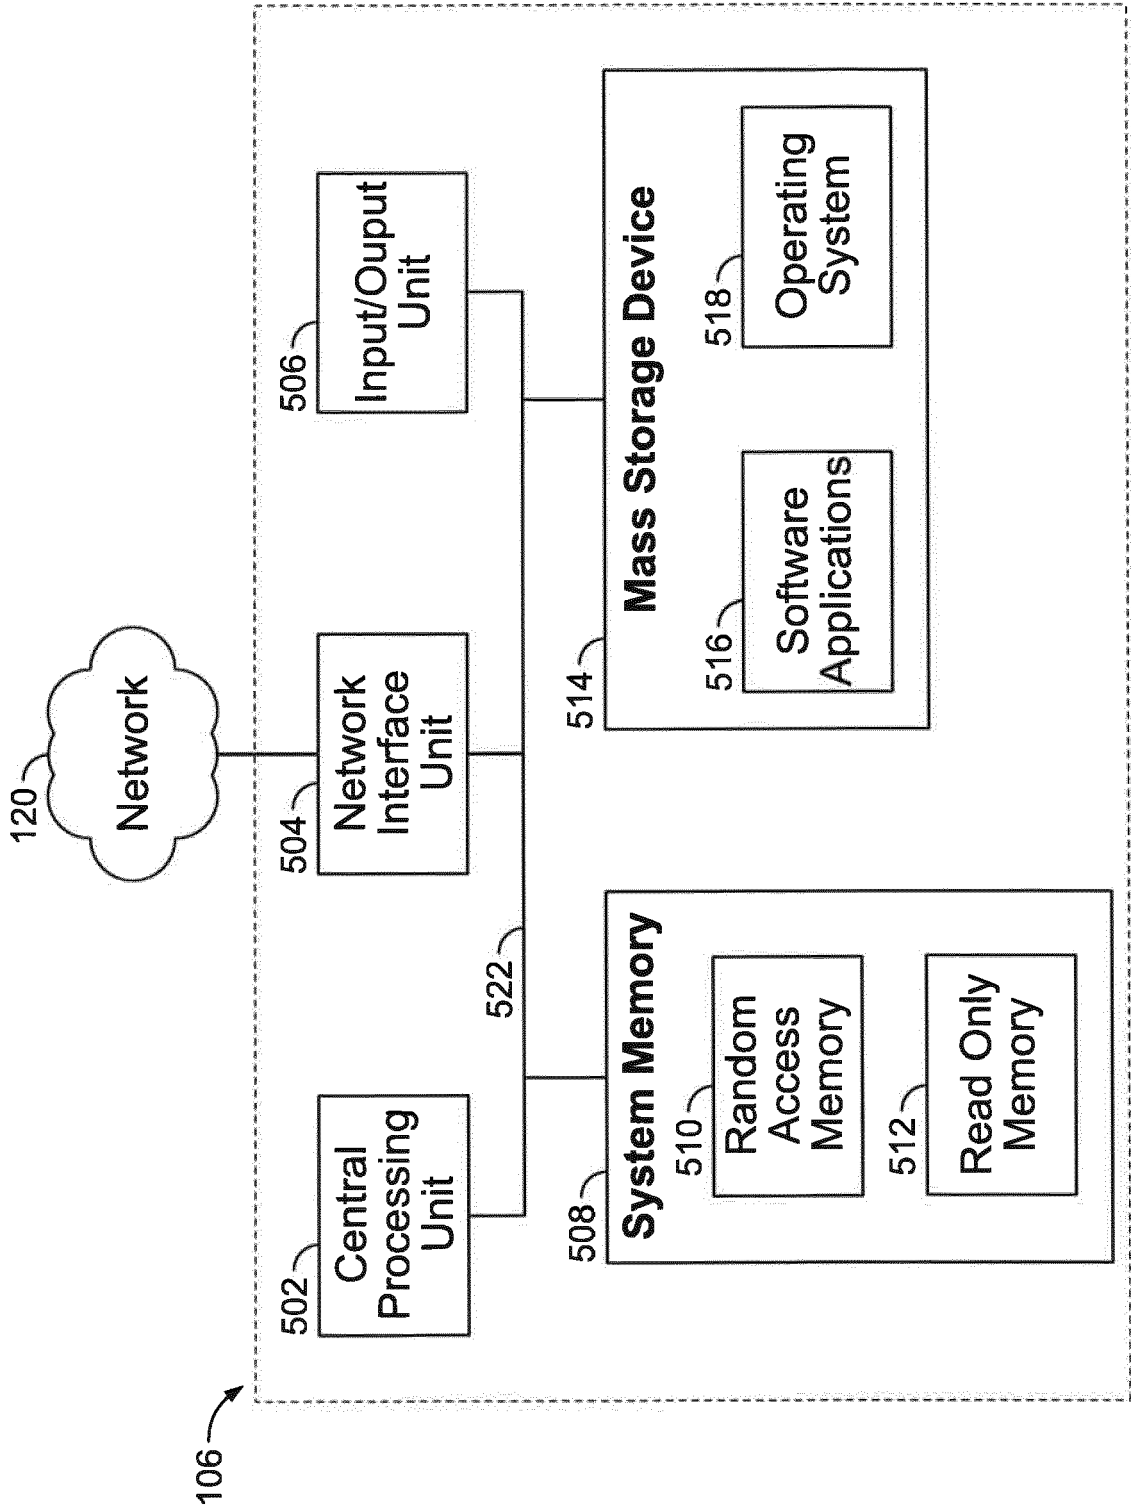 106
120
Network
502
Central
Processing
Unit
504
Network
Interface
Unit
506
Input/Ouput
Unit
522
508
System Memory
510
Random
Access
Memory
512
Read Only
Memory
514
Mass Storage Device
516
Software
Applications
518
Operating
System